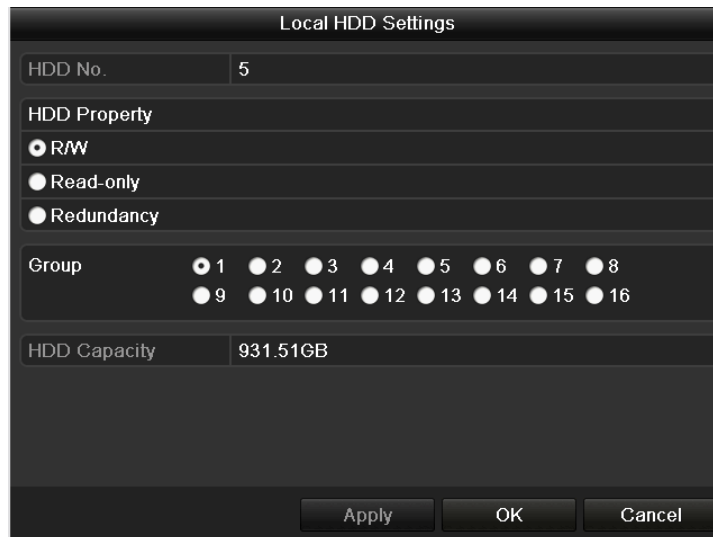 Local HDD Settings
HDD No. 5
HDD Property
R/W
Read-only
Redundancy
Group 1 2 3 4 5 6 7 8
9 10 11 12 13 14 15 16
HDD Capacity 931.51GB
Apply OK Cancel